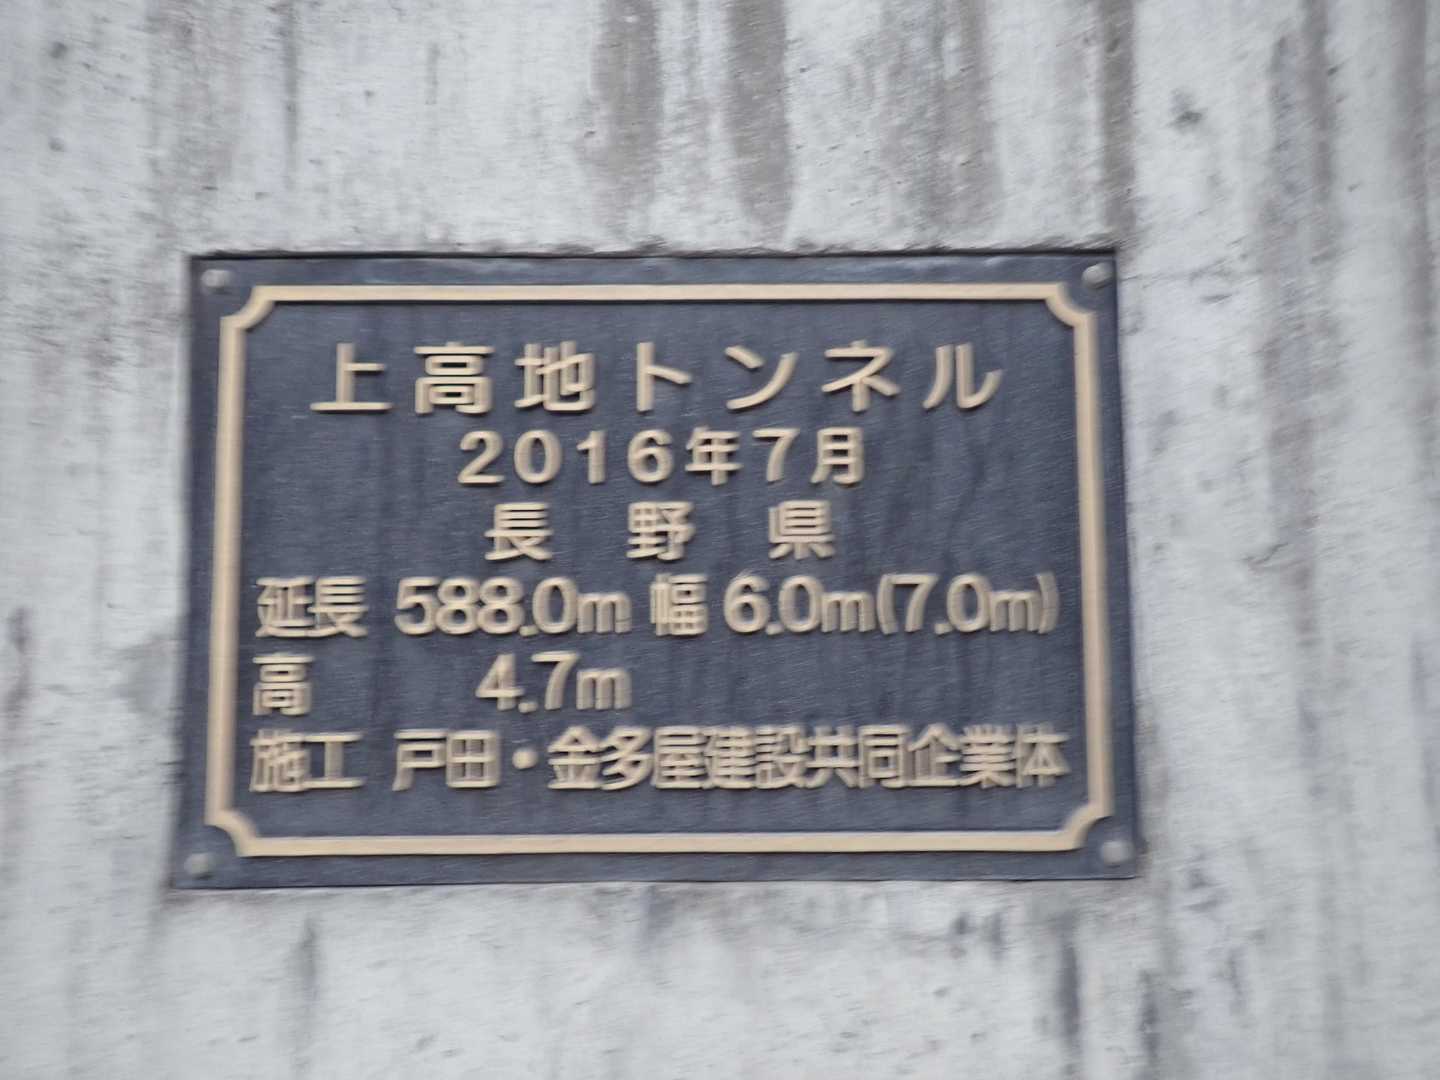 上高地トンネル
2016年7月
長野県
延長 588.0m 幅 6.0m(7.0m)
高 4.7m
施工 戸田・金多屋建設共同企業体